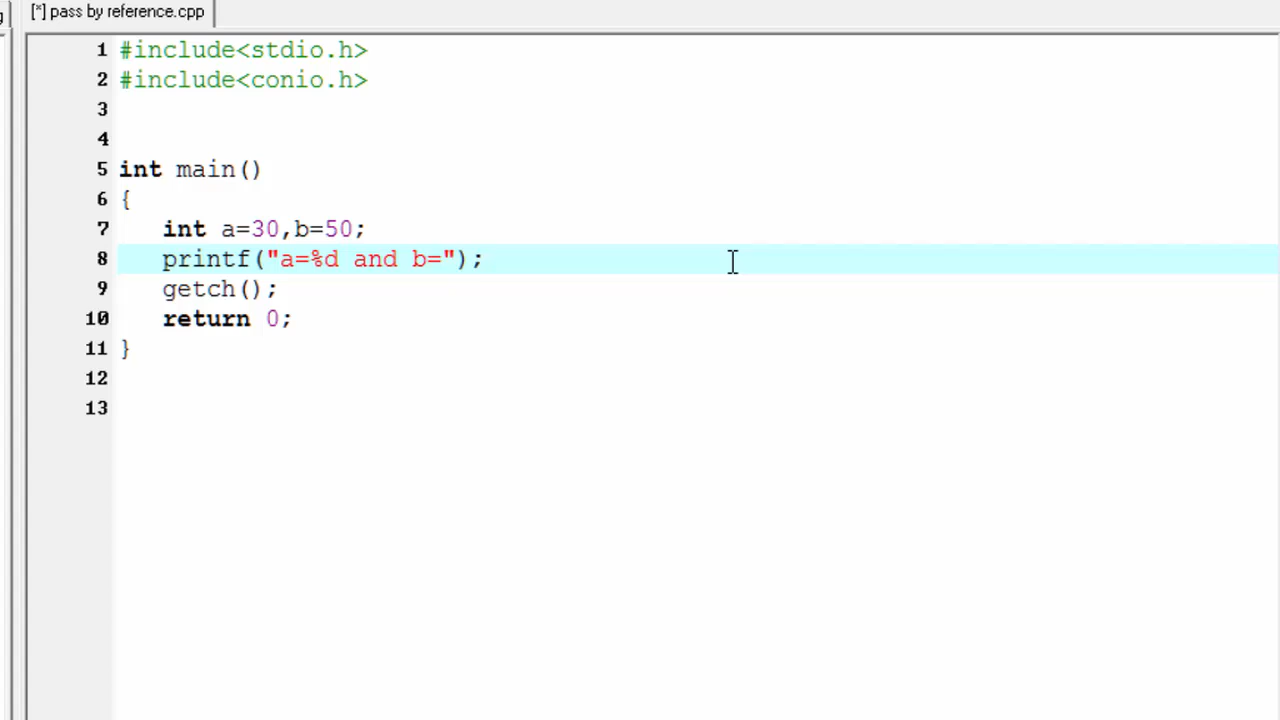 [*] pass by reference.cpp
1 #include<stdio.h>
2 #include<conio.h>
3
4
5 int main()
6 {
7 int a=30,b=50;
8 printf("a=%d and b=");
9 getch();
10 return 0;
11 }
12
13